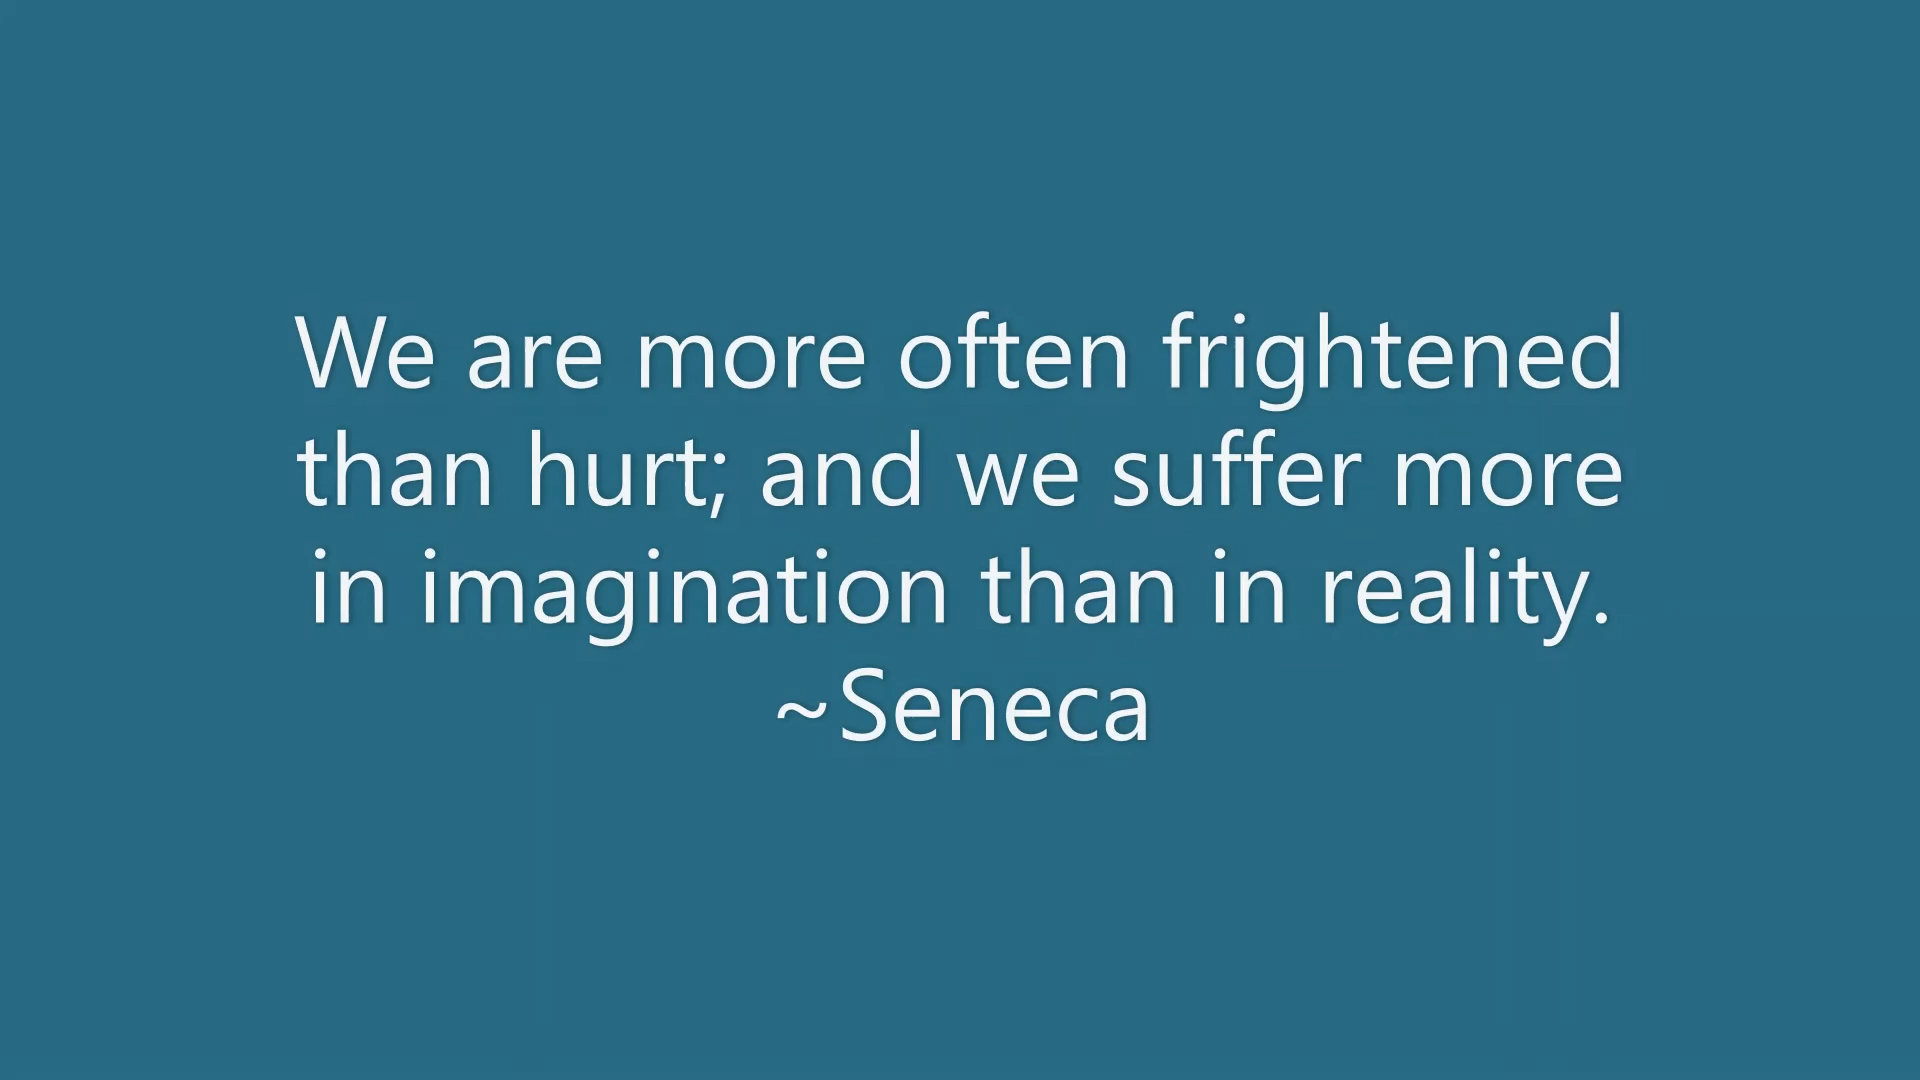 We are more often frightened
than hurt; and we suffer more
in imagination than in reality.
~Seneca